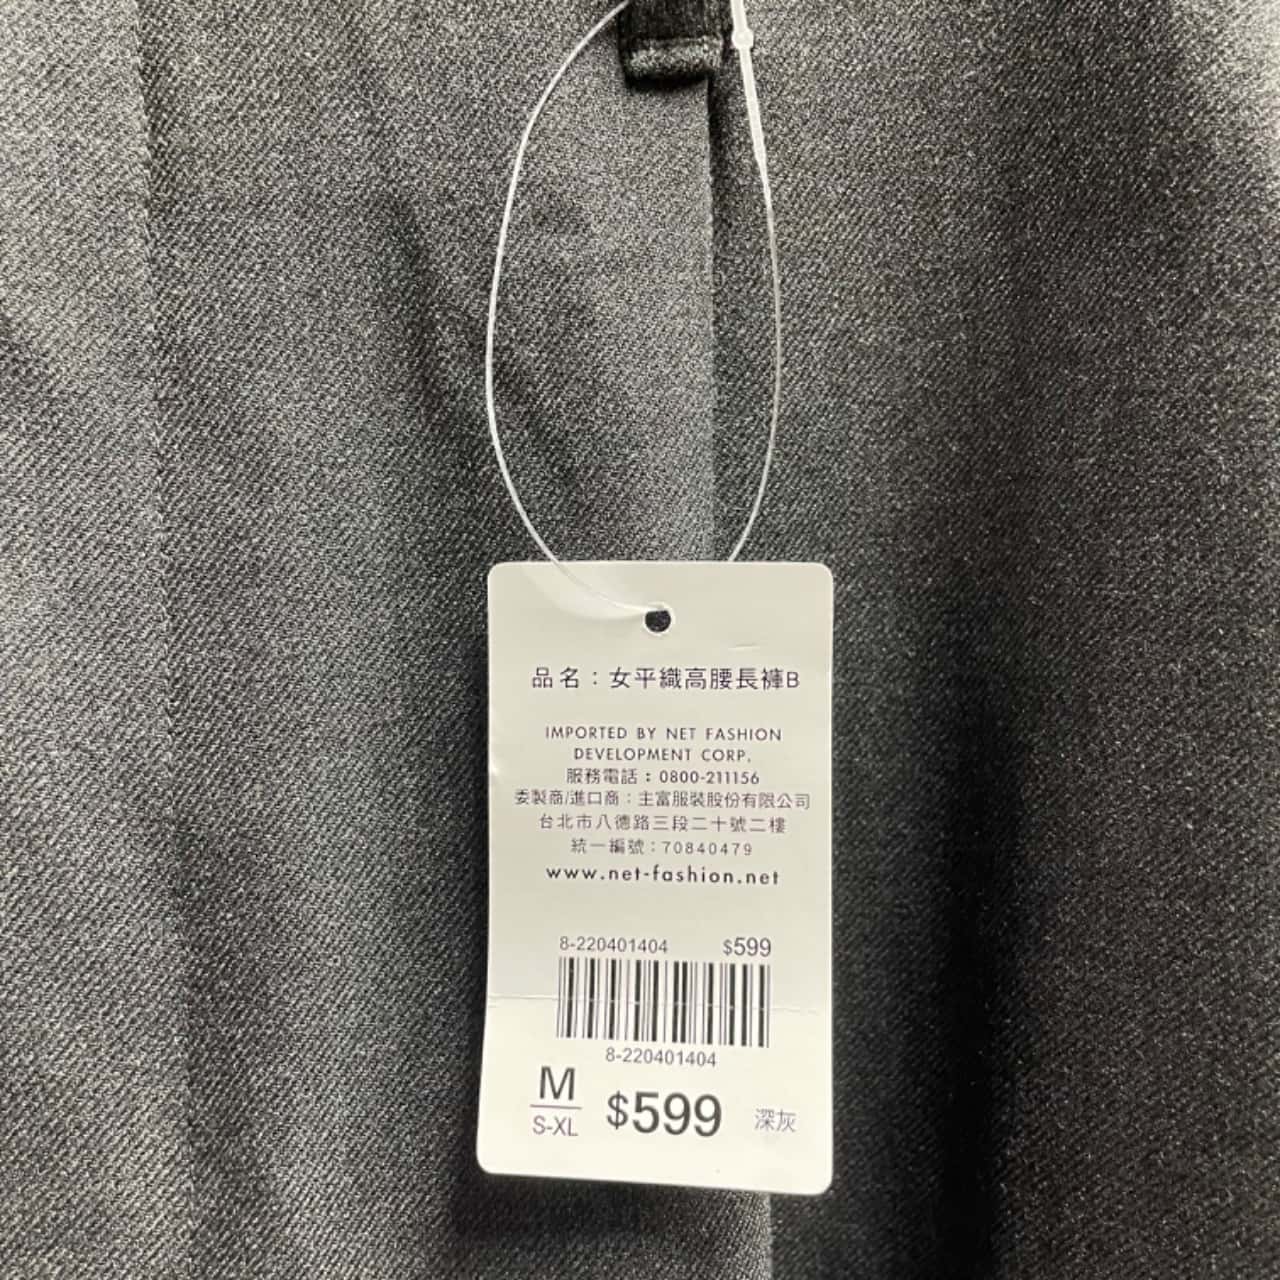 品名：女平織高腰長褲B
IMPORTED BY NET FASHION
DEVELOPMENT CORP.
服務電話：0800-211156
委製商/進口商：主富服裝股份有限公司
台北市八德路三段二十號二樓
統一編號：70840479
www.net-fashion.net
8-220401404 $599
8-220401404
M
S-XL
$599
深灰